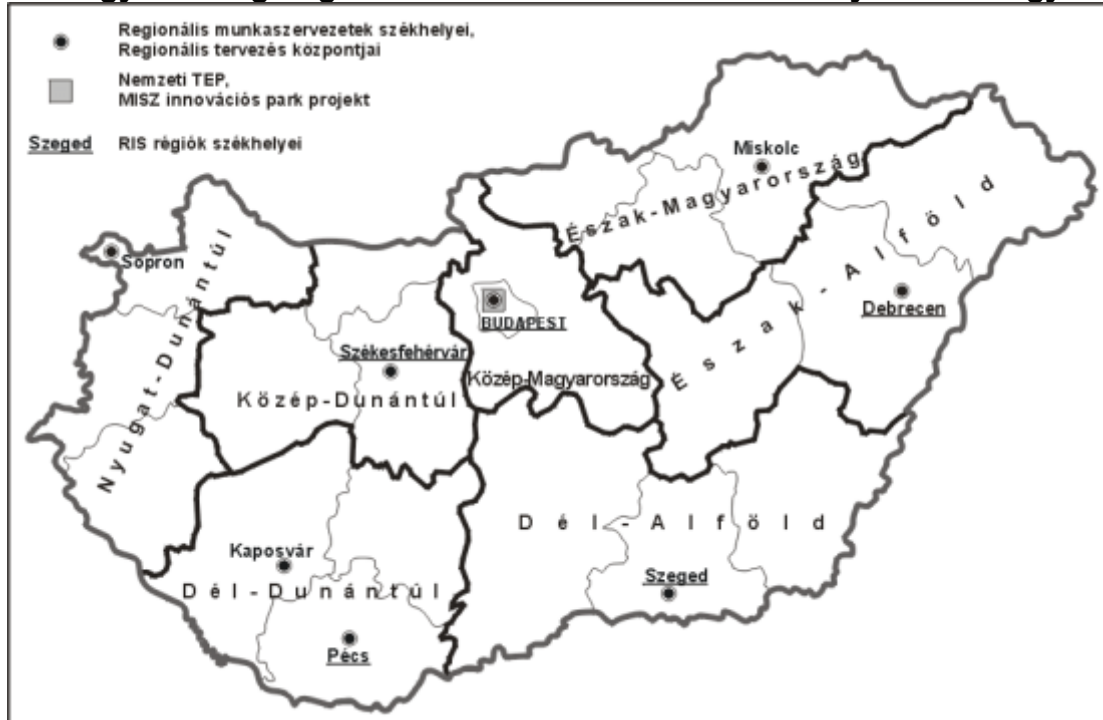 Regionális munkaszervezetek székhelyei,
Regionális tervezés központjai
Nemzeti TEP,
MISZ innovációs park projekt
Szeged RIS régiók székhelyei
Miskolc
Észak-Magyarország
Sopron
Nyugat-Dunántúl
BUDAPEST
Közép-Magyarország
Észak-Alföld
Debrecen
Székesfehérvár
Közép-Dunántúl
Dél-Alföld
Kaposvár
Dél-Dunántúl
Szeged
Pécs